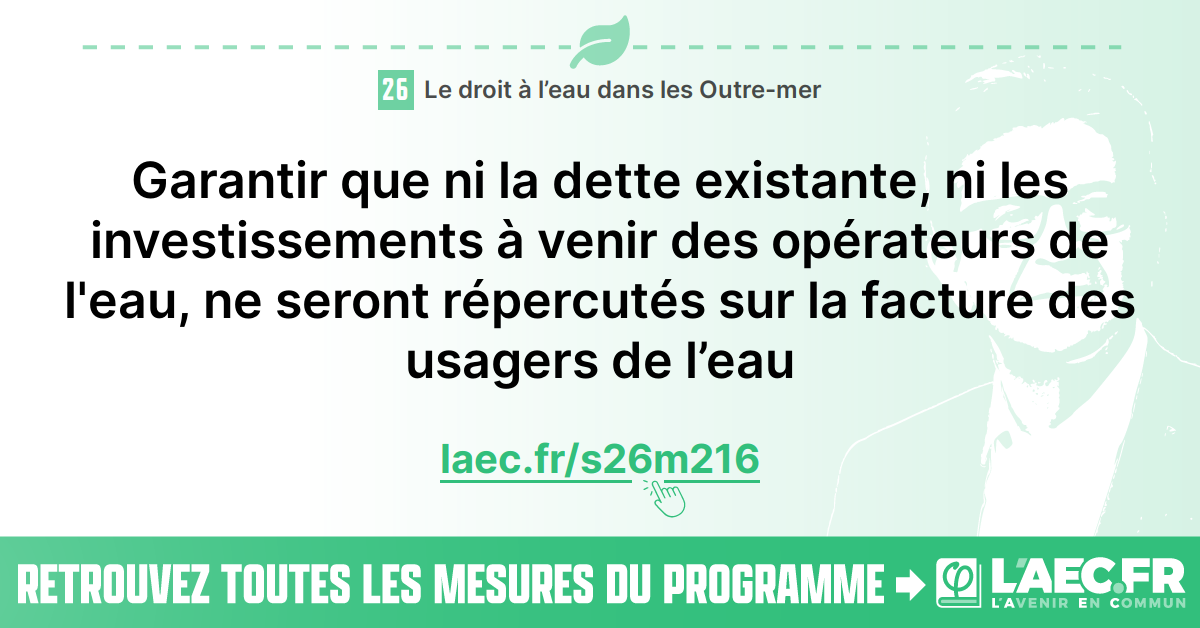 26 Le droit à l’eau dans les Outre-mer
Garantir que ni la dette existante, ni les
investissements à venir des opérateurs de
l'eau, ne seront répercutés sur la facture des
usagers de l’eau
laec.fr/s26m216
RETROUVEZ TOUTES LES MESURES DU PROGRAMME
φ
L'AEC.FR
L'AVENIR EN COMMUN